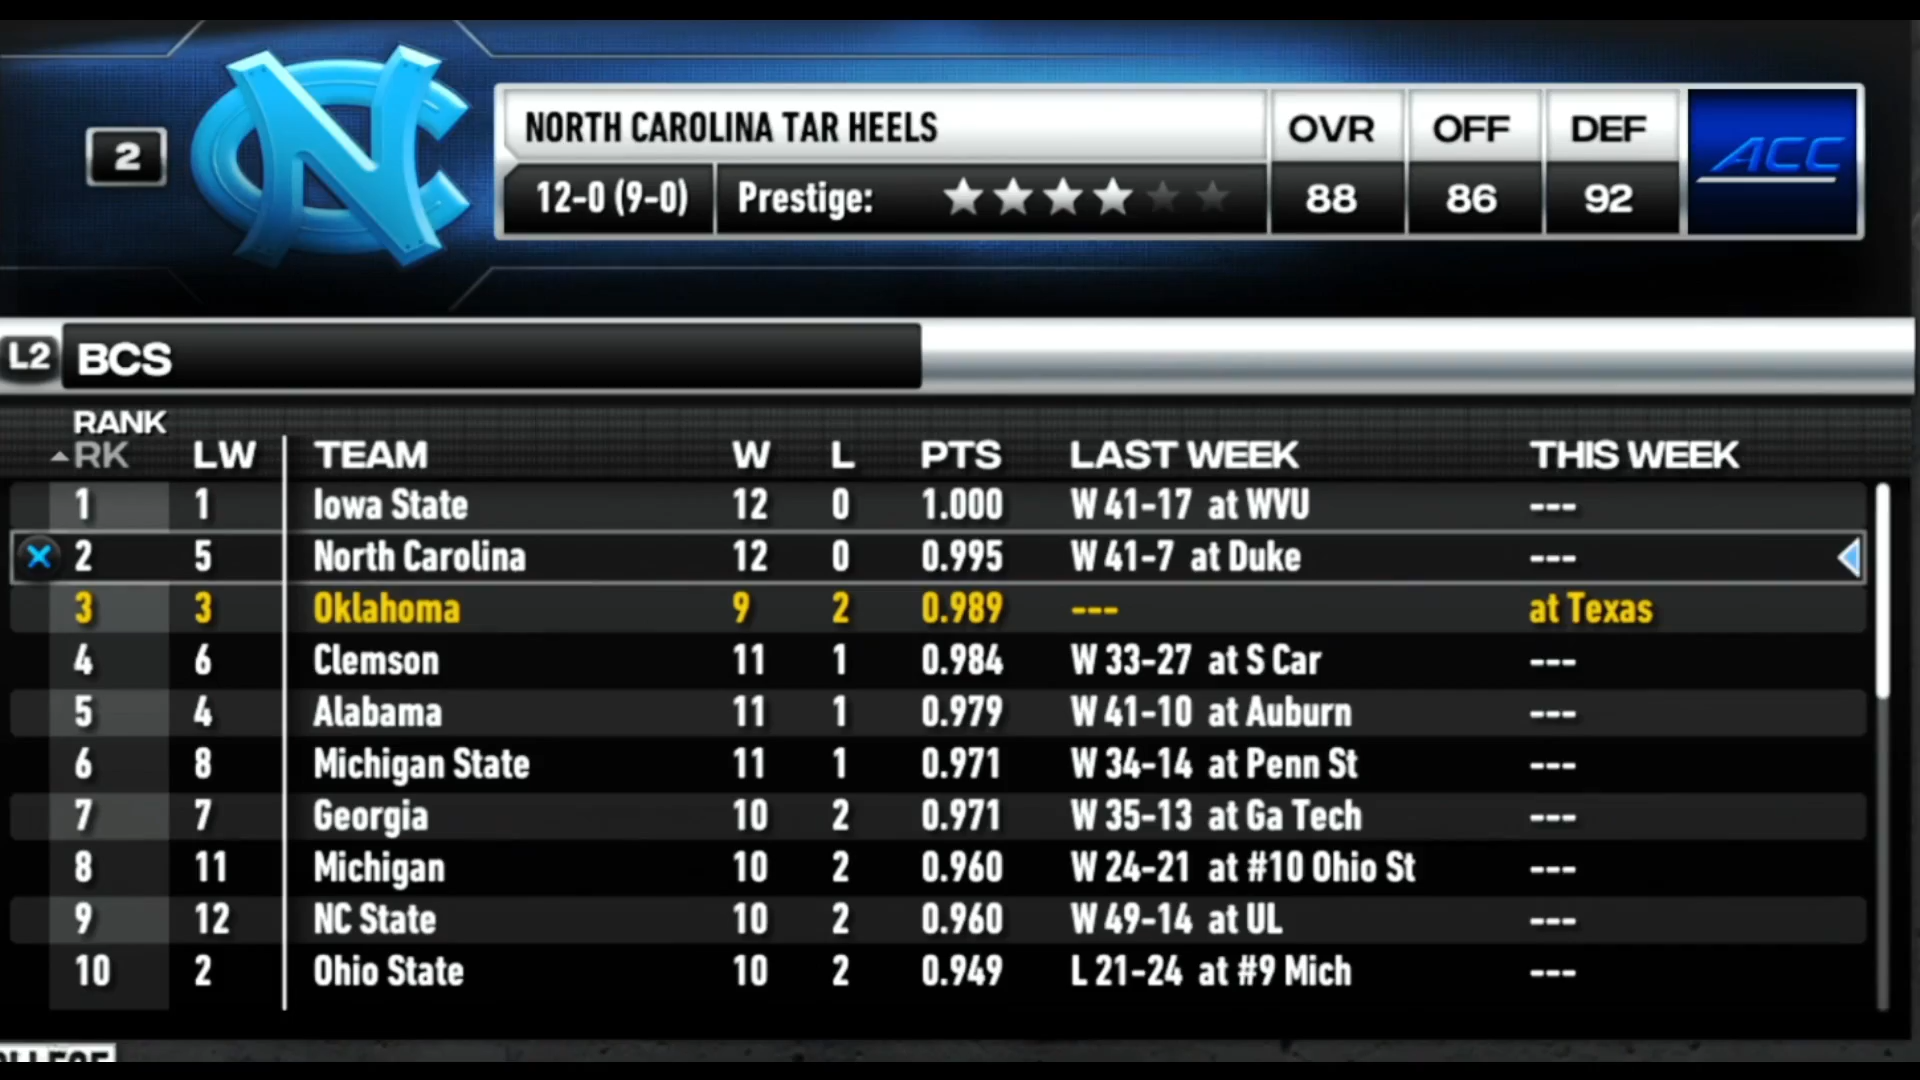 2
NC
NORTH CAROLINA TAR HEELS OVR OFF DEF ACC
12-0 (9-0) Prestige: 88 86 92
L2 BCS
RANK
RK LW TEAM W L PTS LAST WEEK THIS WEEK
1 1 Iowa State 12 0 1.000 W 41-17 at WVU ---
2 5 North Carolina 12 0 0.995 W 41-7 at Duke ---
3 3 Oklahoma 9 2 0.989 --- at Texas
4 6 Clemson 11 1 0.984 W 33-27 at S Car ---
5 4 Alabama 11 1 0.979 W 41-10 at Auburn ---
6 8 Michigan State 11 1 0.971 W 34-14 at Penn St ---
7 7 Georgia 10 2 0.971 W 35-13 at Ga Tech ---
8 11 Michigan 10 2 0.960 W 24-21 at #10 Ohio St ---
9 12 NC State 10 2 0.960 W 49-14 at UL ---
10 2 Ohio State 10 2 0.949 L 21-24 at #9 Mich ---